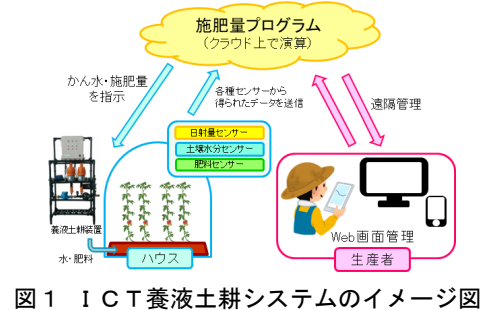 施肥量プログラム
(クラウド上で演算)
かん水・施肥量
を指示
各種センサーから
得られたデータを送信
遠隔管理
日射量センサー
土壌水分センサー
肥料センサー
養液土耕装置
水・肥料
ハウス
Web画面管理
生産者
図１　ＩＣＴ養液土耕システムのイメージ図